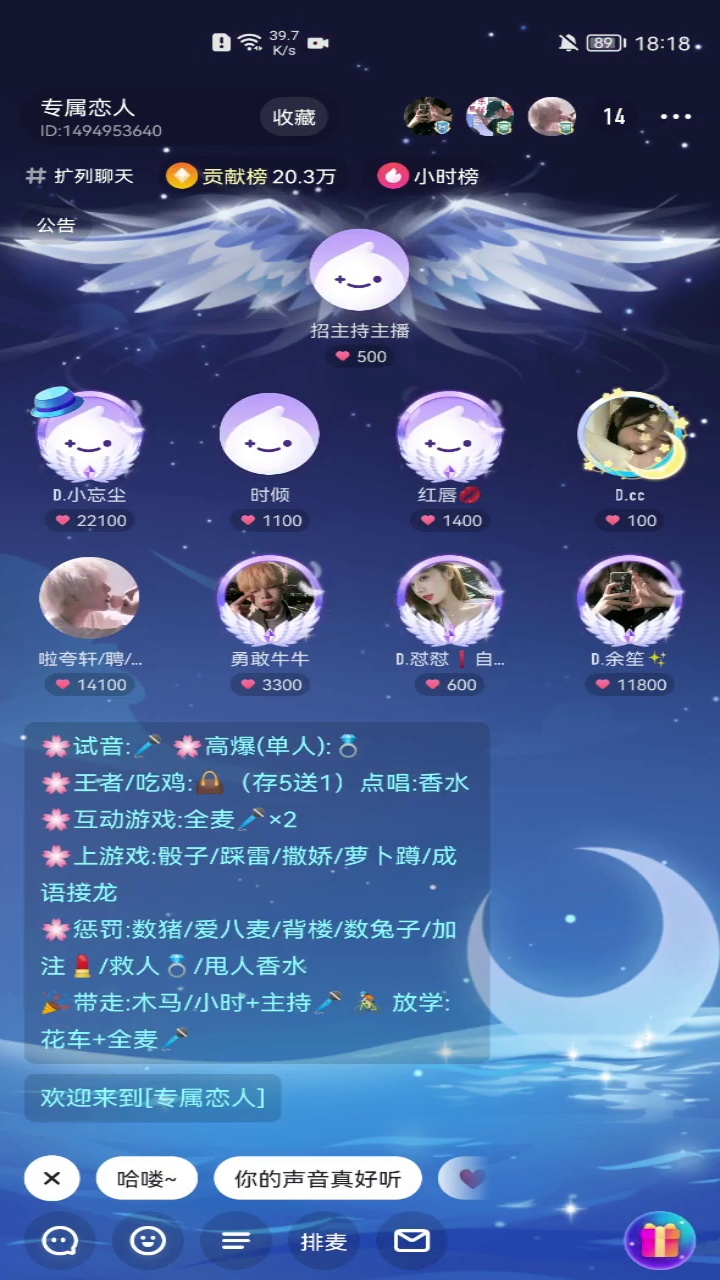 39.7
K/s
89
18:18
专属恋人
ID:1494953640
收藏
14
扩列聊天
贡献榜 20.3万
小时榜
公告
招主持主播
500
D.小忘尘
时倾
红唇💋
D.cc
22100
1100
1400
100
啦夸轩/聘/...
勇敢牛牛
D.怼怼❗自...
D.余笙✨
14100
3300
600
11800
🌸试音:🎤 🌸高爆(单人):💍
🌸王者/吃鸡:👜（存5送1）点唱:香水
🌸互动游戏:全麦🎤×2
🌸上游戏:骰子/踩雷/撒娇/萝卜蹲/成
语接龙
🌸惩罚:数猪/爱八麦/背楼/数兔子/加
注💄/救人💍/甩人香水
🎉带走:木马/小时+主持🎤 放学:
花车+全麦🎤
欢迎来到[专属恋人]
哈喽~
你的声音真好听
排麦